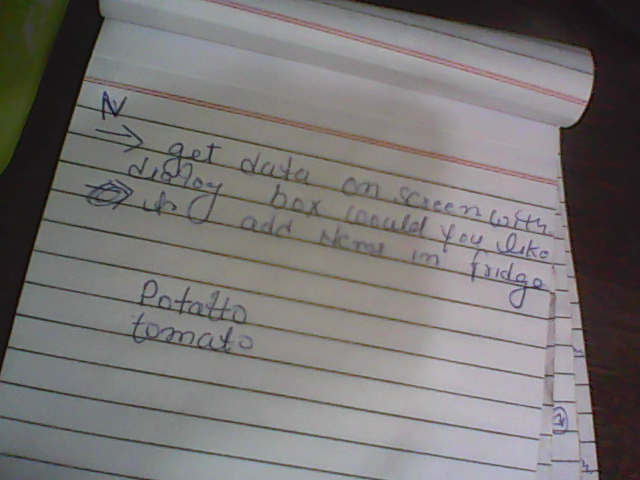 N
⇒ get data on screen with
dialog box would you like
to add items in fridge
Potatto
tomato